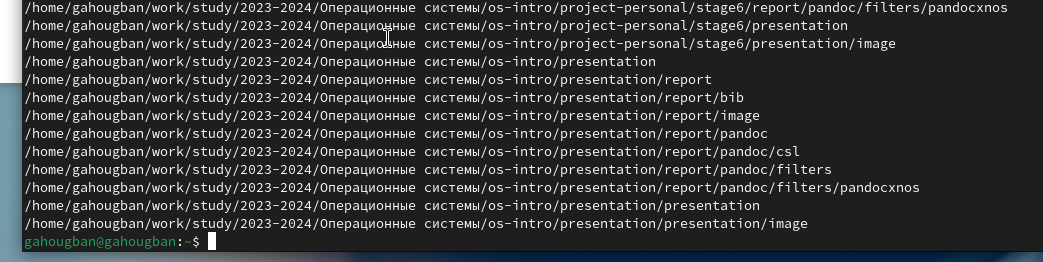 /home/gahougban/work/study/2023-2024/Операционные системы/os-intro/project-personal/stage6/report/pandoc/filters/pandocxnos
/home/gahougban/work/study/2023-2024/Операционные системы/os-intro/project-personal/stage6/presentation
/home/gahougban/work/study/2023-2024/Операционные системы/os-intro/project-personal/stage6/presentation/image
/home/gahougban/work/study/2023-2024/Операционные системы/os-intro/presentation
/home/gahougban/work/study/2023-2024/Операционные системы/os-intro/presentation/report
/home/gahougban/work/study/2023-2024/Операционные системы/os-intro/presentation/report/bib
/home/gahougban/work/study/2023-2024/Операционные системы/os-intro/presentation/report/image
/home/gahougban/work/study/2023-2024/Операционные системы/os-intro/presentation/report/pandoc
/home/gahougban/work/study/2023-2024/Операционные системы/os-intro/presentation/report/pandoc/csl
/home/gahougban/work/study/2023-2024/Операционные системы/os-intro/presentation/report/pandoc/filters
/home/gahougban/work/study/2023-2024/Операционные системы/os-intro/presentation/report/pandoc/filters/pandocxnos
/home/gahougban/work/study/2023-2024/Операционные системы/os-intro/presentation/presentation
/home/gahougban/work/study/2023-2024/Операционные системы/os-intro/presentation/presentation/image
gahougban@gahougban:~$